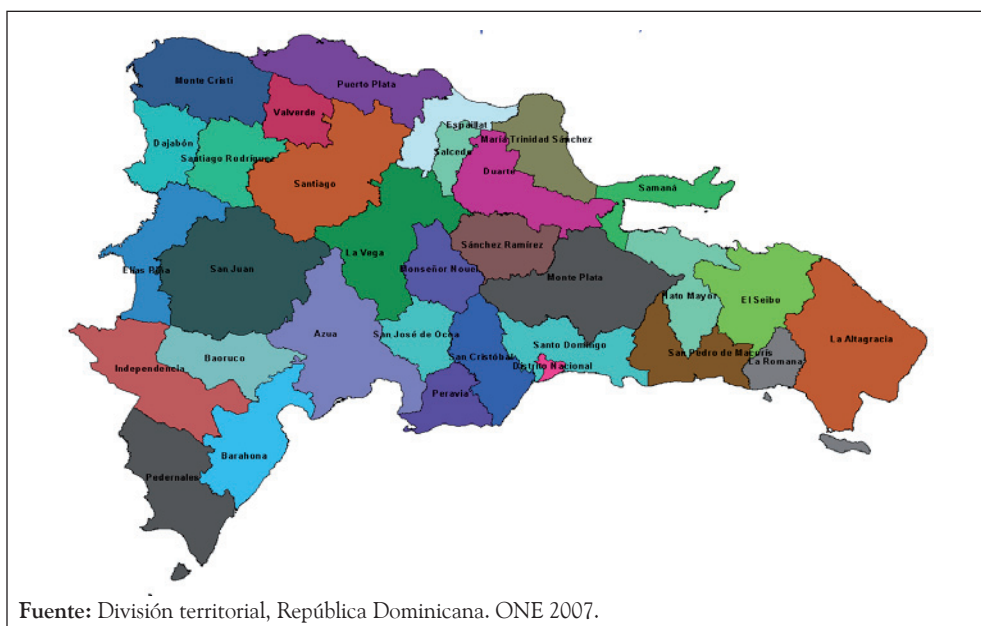 Monte Cristi
Puerto Plata
Valverde
Espaillat
María Trinidad Sánchez
Dajabón
Santiago Rodríguez
Salcedo
Duarte
Santiago
Samaná
La Vega
Sánchez Ramírez
Elías Piña
San Juan
Monseñor Nouel
Monte Plata
Hato Mayor
El Seibo
Azua
San José de Ocoa
Santo Domingo
La Altagracia
Baoruco
San Cristóbal
San Pedro de Macurís
La Romana
Independencia
Distrito Nacional
Peravia
Barahona
Pedernales
Fuente: División territorial, República Dominicana. ONE 2007.